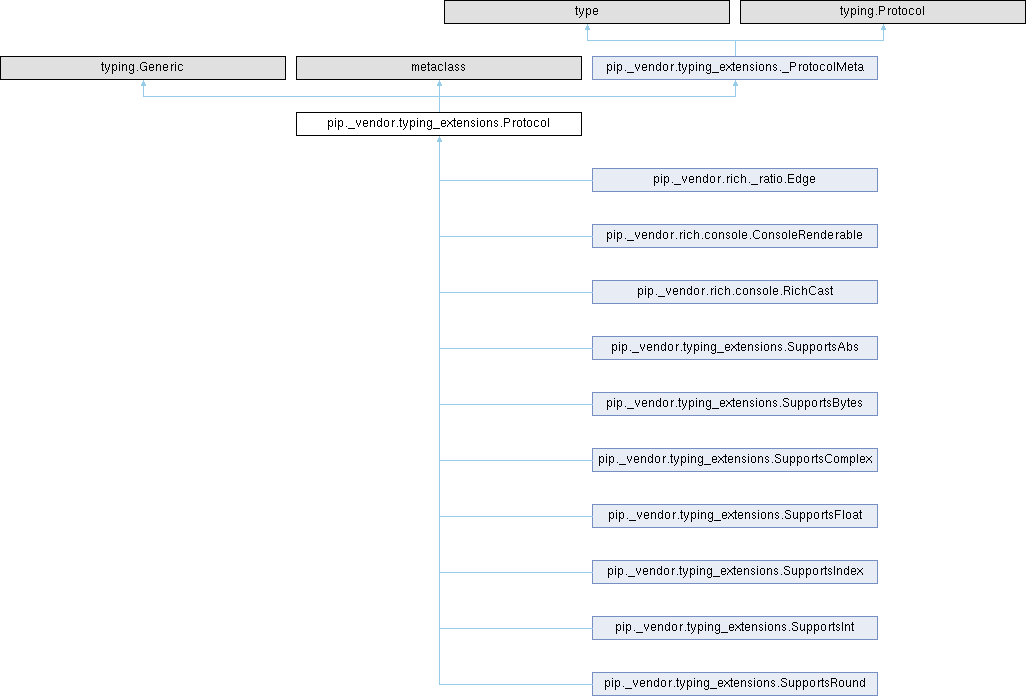 type
typing.Protocol
typing.Generic
metaclass
pip._vendor.typing_extensions._ProtocolMeta
pip._vendor.typing_extensions.Protocol
pip._vendor.rich._ratio.Edge
pip._vendor.rich.console.ConsoleRenderable
pip._vendor.rich.console.RichCast
pip._vendor.typing_extensions.SupportsAbs
pip._vendor.typing_extensions.SupportsBytes
pip._vendor.typing_extensions.SupportsComplex
pip._vendor.typing_extensions.SupportsFloat
pip._vendor.typing_extensions.SupportsIndex
pip._vendor.typing_extensions.SupportsInt
pip._vendor.typing_extensions.SupportsRound